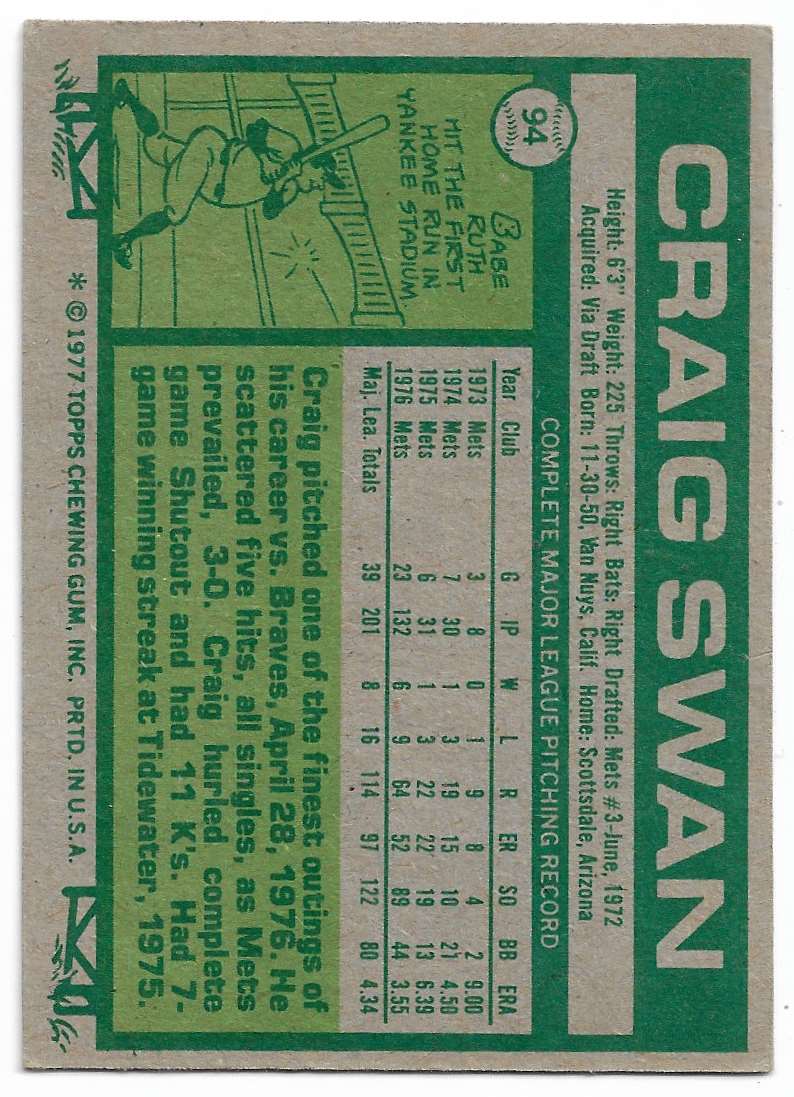 94
CRAIG SWAN
Height: 6'3" Weight: 225 Throws: Right Bats: Right Drafted: Mets #3-June, 1972
Acquired: Via Draft Born: 11-30-50, Van Nuys, Calif. Home: Scottsdale, Arizona
BABE
RUTH
HIT THE FIRST
HOME RUN IN
YANKEE STADIUM.
COMPLETE MAJOR LEAGUE PITCHING RECORD
Year Club G IP W L R ER SO BB ERA
1973 Mets 3 8 0 1 9 8 4 2 9.00
1974 Mets 7 30 1 3 19 15 10 21 4.50
1975 Mets 6 31 1 3 22 22 19 13 6.39
1976 Mets 23 132 6 9 64 52 89 44 3.55
Maj. Lea. Totals 39 201 8 16 114 97 122 80 4.34
Craig pitched one of the finest outings of
his career vs. Braves, April 28, 1976. He
scattered five hits, all singles, as Mets
prevailed, 3-0. Craig hurled complete
game Shutout and had 11 K's. Had 7-
game winning streak at Tidewater, 1975.
* © 1977 TOPPS CHEWING GUM, INC. PRTD. IN U.S.A.